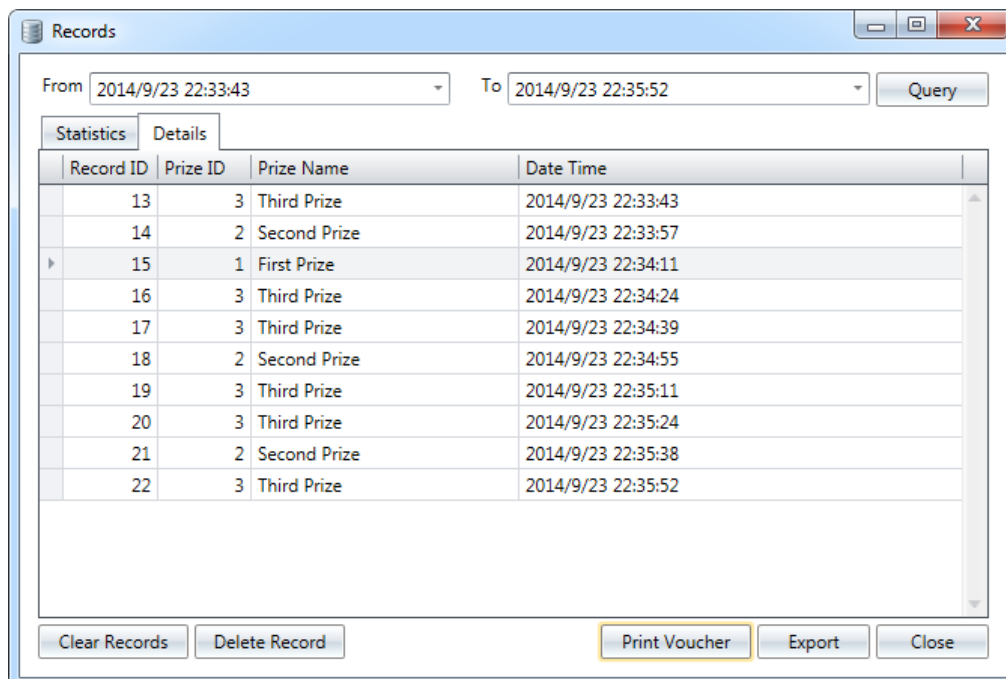 Records
From 2014/9/23 22:33:43 To 2014/9/23 22:35:52 Query
Statistics Details
Record ID Prize ID Prize Name Date Time
13 3 Third Prize 2014/9/23 22:33:43
14 2 Second Prize 2014/9/23 22:33:57
15 1 First Prize 2014/9/23 22:34:11
16 3 Third Prize 2014/9/23 22:34:24
17 3 Third Prize 2014/9/23 22:34:39
18 2 Second Prize 2014/9/23 22:34:55
19 3 Third Prize 2014/9/23 22:35:11
20 3 Third Prize 2014/9/23 22:35:24
21 2 Second Prize 2014/9/23 22:35:38
22 3 Third Prize 2014/9/23 22:35:52
Clear Records Delete Record Print Voucher Export Close